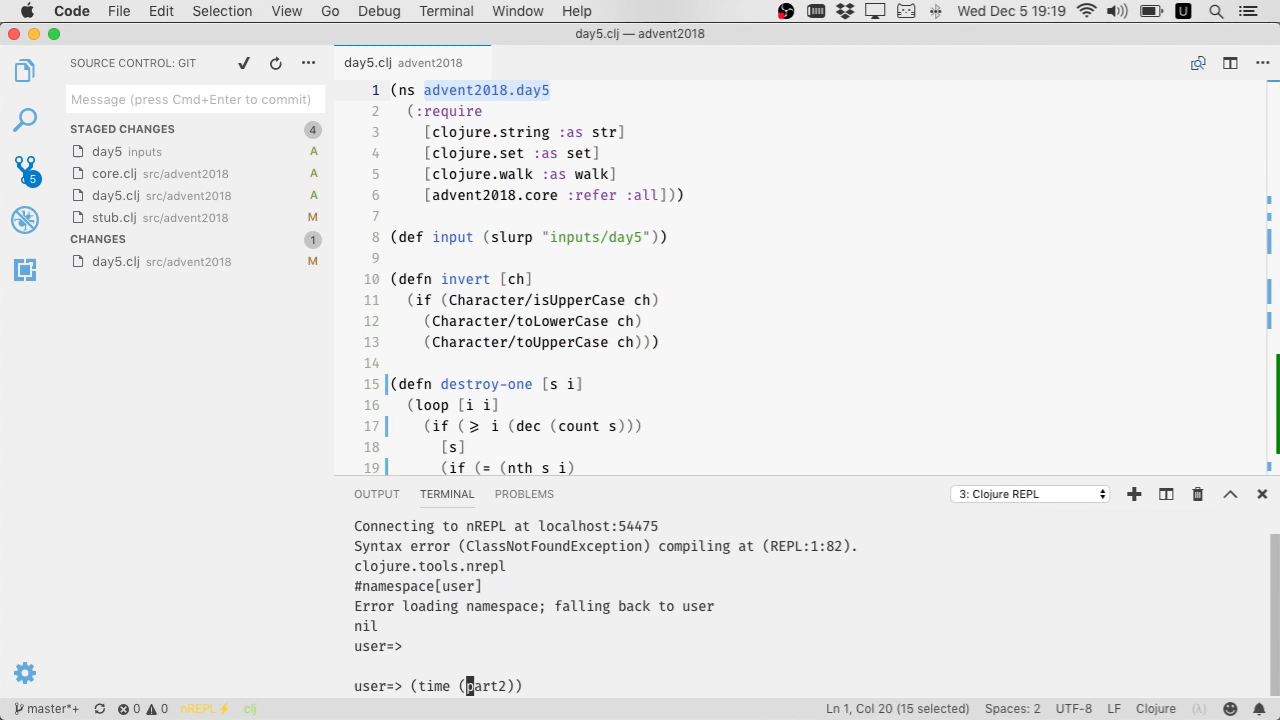 Code File Edit Selection View Go Debug Terminal Window Help Wed Dec 5 19:19 U
day5.clj — advent2018
SOURCE CONTROL: GIT
day5.clj advent2018
Message (press Cmd+Enter to commit)
STAGED CHANGES 4
day5 inputs A
core.clj src/advent2018 A
day5.clj src/advent2018 A
stub.clj src/advent2018 M
CHANGES 1
day5.clj src/advent2018 M
5
1 (ns advent2018.day5
2 (:require
3 [clojure.string :as str]
4 [clojure.set :as set]
5 [clojure.walk :as walk]
6 [advent2018.core :refer :all]))
7
8 (def input (slurp "inputs/day5"))
9
10 (defn invert [ch]
11 (if (Character/isUpperCase ch)
12 (Character/toLowerCase ch)
13 (Character/toUpperCase ch)))
14
15 (defn destroy-one [s i]
16 (loop [i i]
17 (if (⩾ i (dec (count s)))
18 [s]
19 (if (= (nth s i)
OUTPUT TERMINAL PROBLEMS 3: Clojure REPL
Connecting to nREPL at localhost:54475
Syntax error (ClassNotFoundException) compiling at (REPL:1:82).
clojure.tools.nrepl
#namespace[user]
Error loading namespace; falling back to user
nil
user=>
user=> (time (part2))
master*+ 0 0 nREPL⚡ clj Ln 1, Col 20 (15 selected) Spaces: 2 UTF-8 LF Clojure (λ)